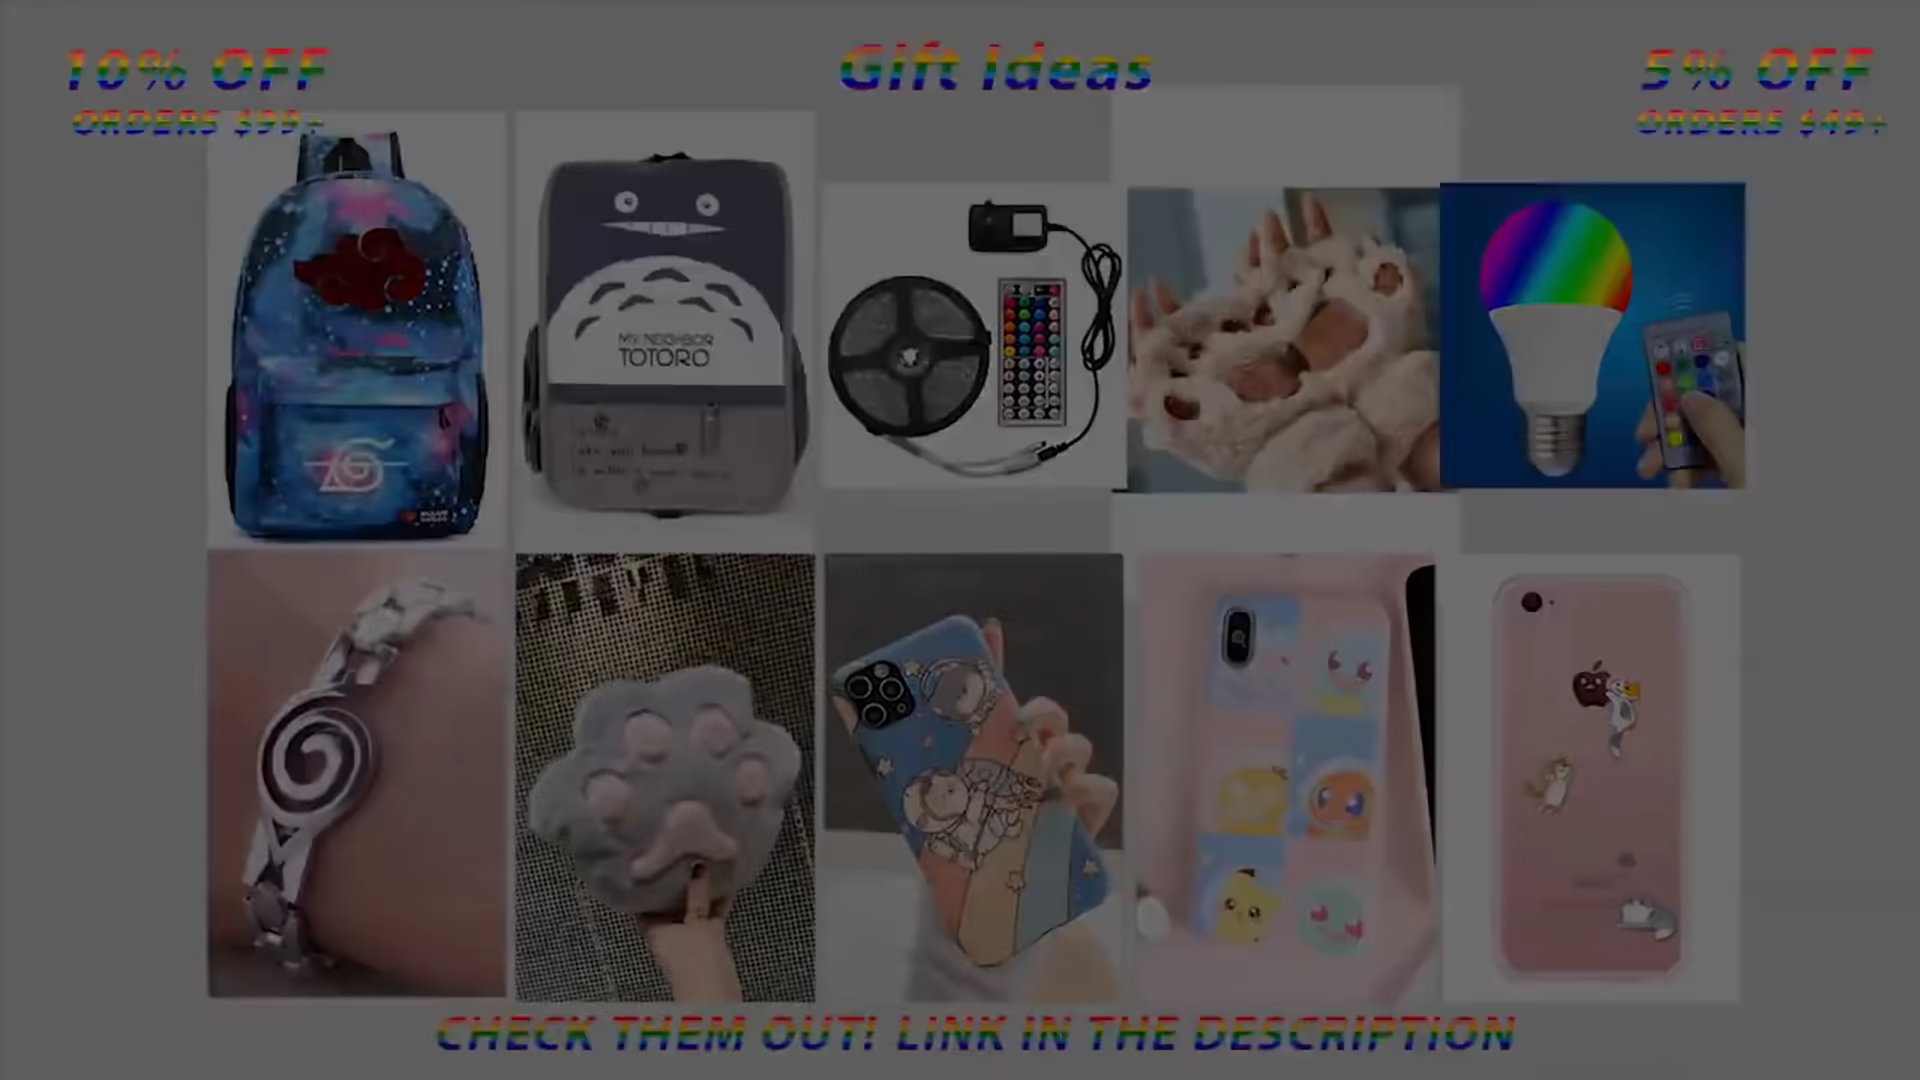 10% OFF
ORDERS $99+
Gift Ideas
5% OFF
ORDERS $49+
MY NEIGHBOR
TOTORO
CHECK THEM OUT! LINK IN THE DESCRIPTION